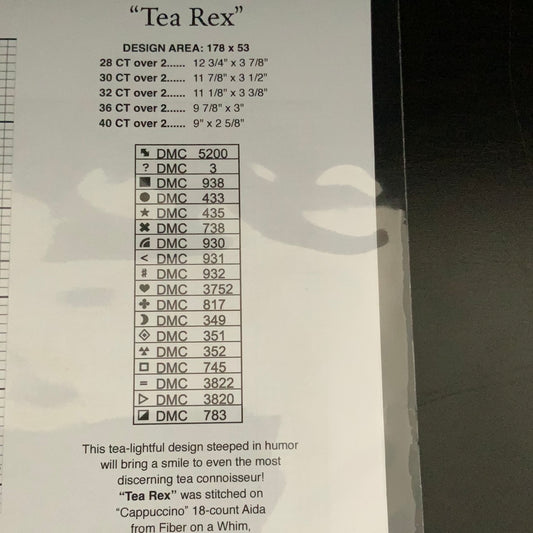 “Tea Rex”
DESIGN AREA: 178 x 53
28 CT over 2...... 12 3/4" x 3 7/8"
30 CT over 2...... 11 7/8" x 3 1/2"
32 CT over 2...... 11 1/8" x 3 3/8"
36 CT over 2...... 9 7/8" x 3"
40 CT over 2...... 9" x 2 5/8"
DMC 5200
? DMC 3
DMC 938
DMC 433
★ DMC 435
✖ DMC 738
DMC 930
< DMC 931
# DMC 932
♥ DMC 3752
✚ DMC 817
☽ DMC 349
DMC 351
DMC 352
□ DMC 745
= DMC 3822
▷ DMC 3820
DMC 783
This tea-lightful design steeped in humor
will bring a smile to even the most
discerning tea connoisseur!
“Tea Rex” was stitched on
“Cappuccino” 18-count Aida
from Fiber on a Whim,